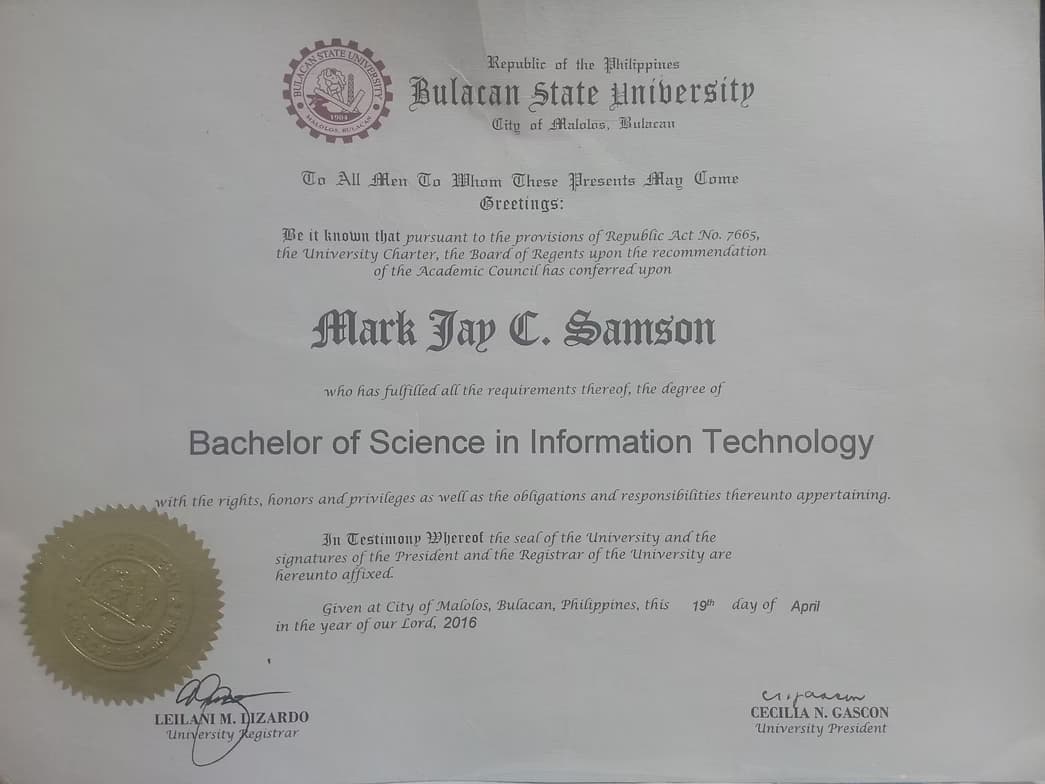 BULACAN STATE UNIVERSITY
1904
MALOLOS, BULACAN
Republic of the Philippines
Bulacan State University
City of Malolos, Bulacan
To All Men To Whom These Presents May Come
Greetings:
Be it known that pursuant to the provisions of Republic Act No. 7665,
the University Charter, the Board of Regents upon the recommendation
of the Academic Council has conferred upon
Mark Jay C. Samson
who has fulfilled all the requirements thereof, the degree of
Bachelor of Science in Information Technology
with the rights, honors and privileges as well as the obligations and responsibilities thereunto appertaining.
In Testimony Whereof the seal of the University and the
signatures of the President and the Registrar of the University are
hereunto affixed.
Given at City of Malolos, Bulacan, Philippines, this 19th day of April
in the year of our Lord, 2016
LEILANI M. LIZARDO
University Registrar
CECILIA N. GASCON
University President